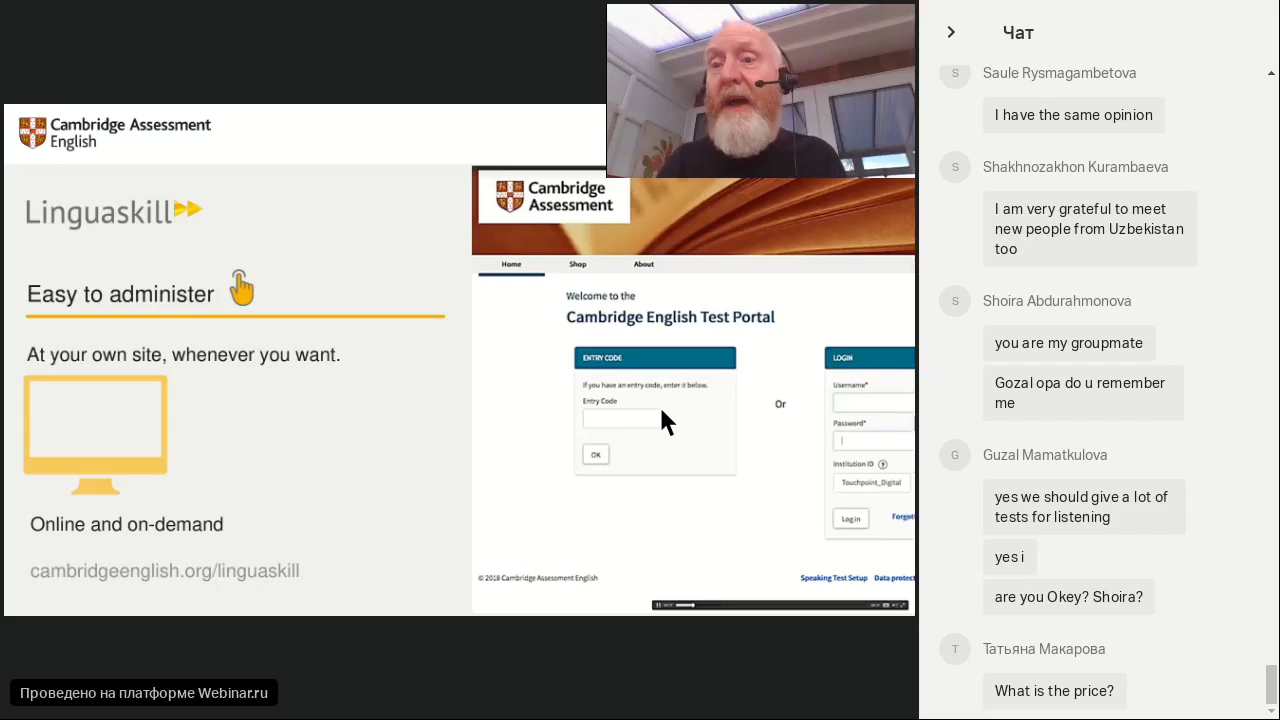 Cambridge Assessment
English
Linguaskill
Easy to administer
At your own site, whenever you want.
Online and on-demand
cambridgeenglish.org/linguaskill
Cambridge
Assessment
Home Shop About
Welcome to the
Cambridge English Test Portal
ENTRY CODE
If you have an entry code, enter it below.
Entry Code
OK
Or
LOGIN
Username*
Password*
Institution ID ?
Touchpoint_Digital
Log in
© 2018 Cambridge Assessment English
Speaking Test Setup
Проведено на платформе Webinar.ru
Чат
S Saule Rysmagambetova
I have the same opinion
S Shakhnozakhon Kurambaeva
I am very grateful to meet
new people from Uzbekistan
too
S Shoira Abdurahmonova
you are my groupmate
Gozal do you remember
me
G Guzal Mamatkulova
yes we should give a lot of
tests for listening
xai
are you Okey? Shoira?
T Татьяна Макарова
What is the price?